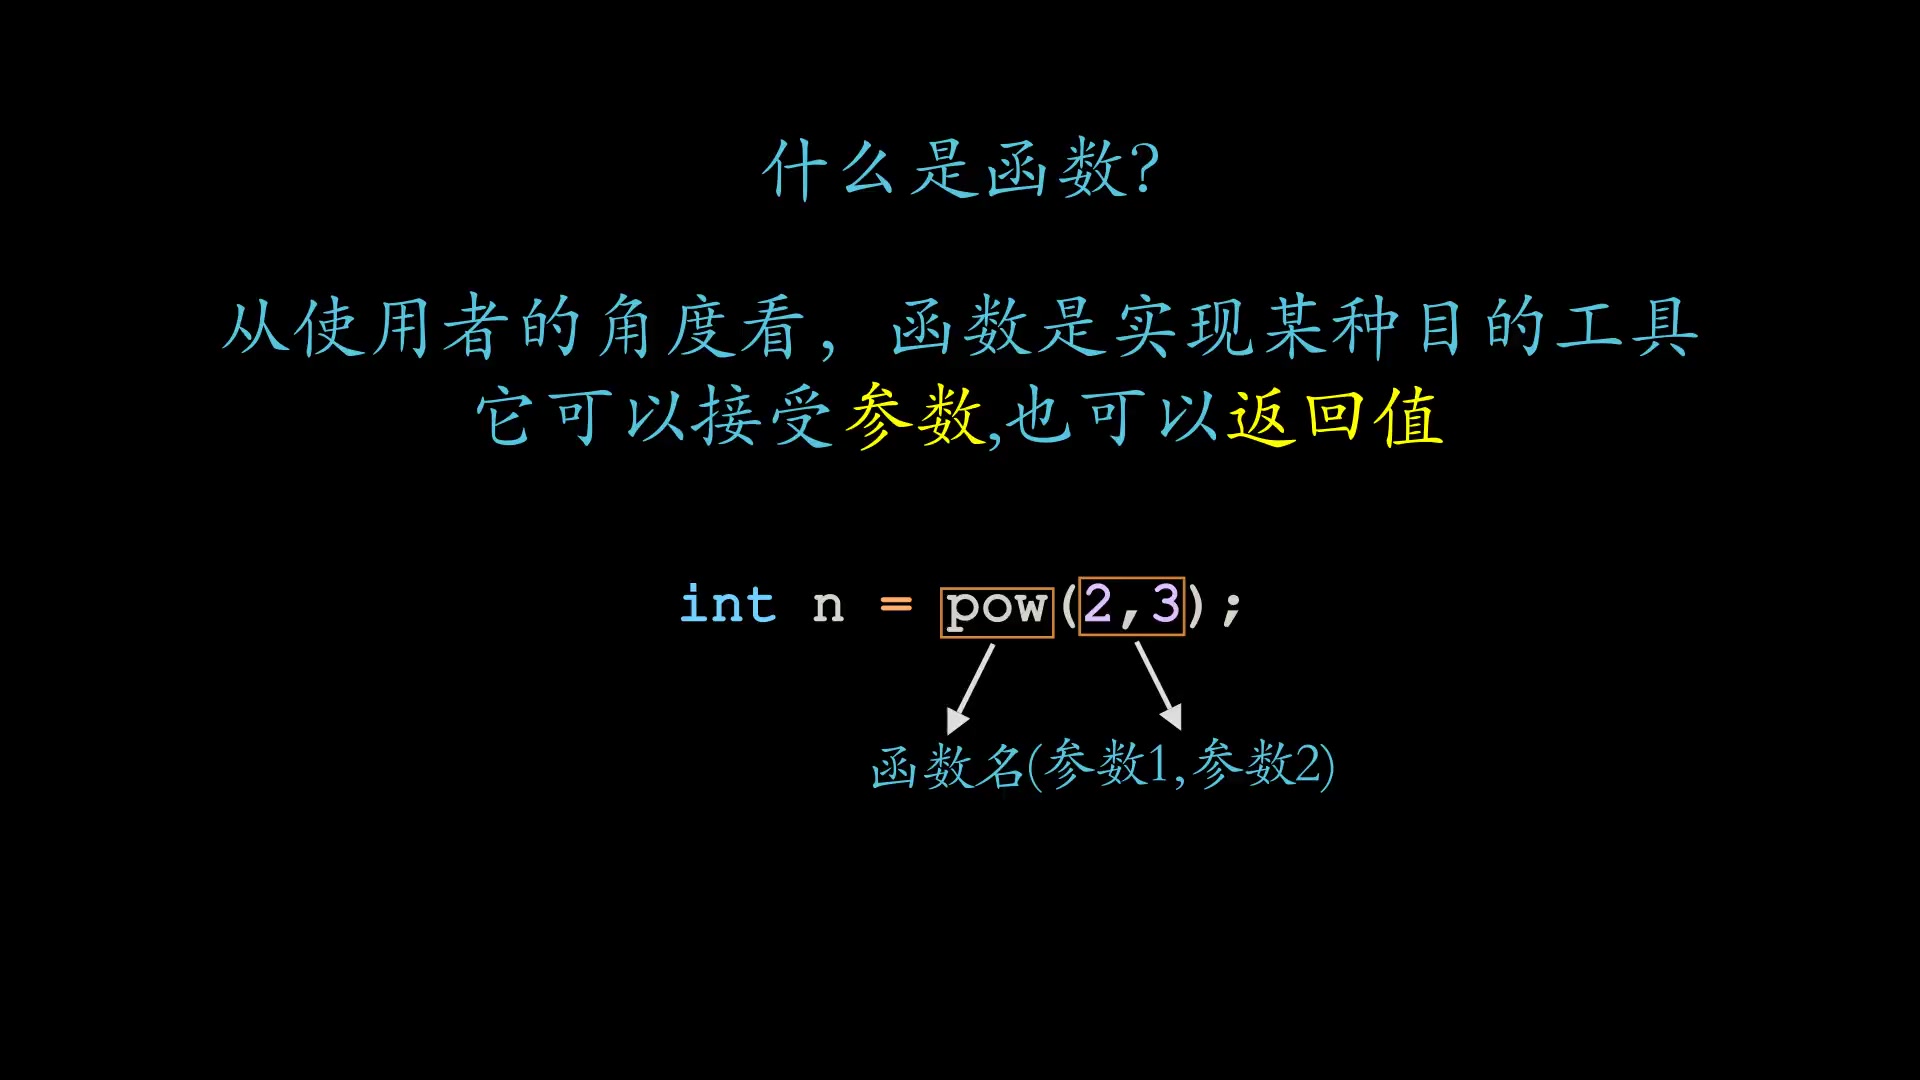 什么是函数?
从使用者的角度看，函数是实现某种目的工具
它可以接受参数,也可以返回值
int n = pow(2,3);
函数名(参数1,参数2)